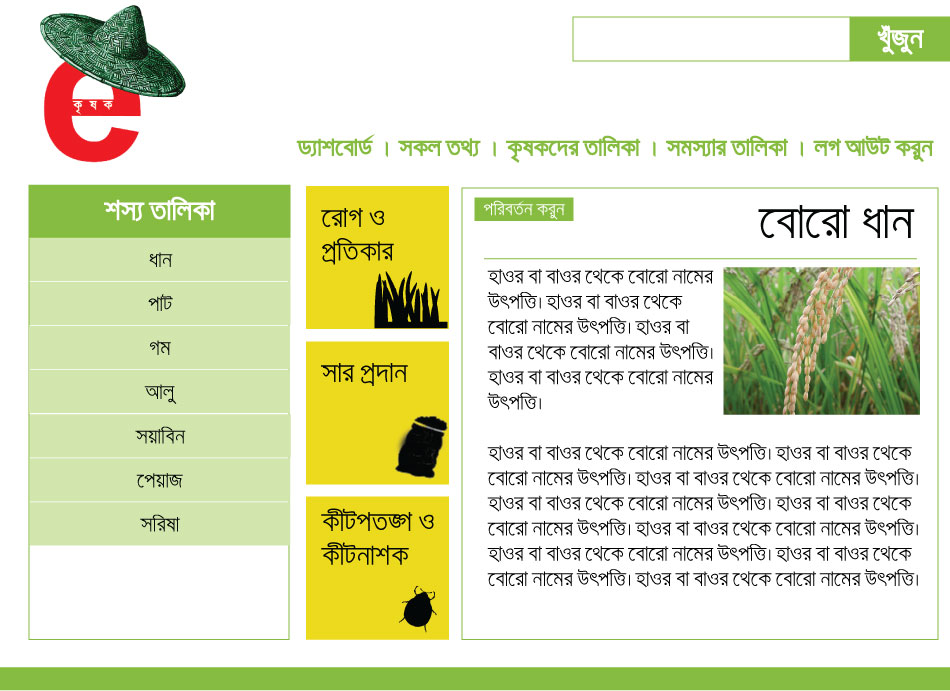 খুঁজুন
e
কৃষক
ড্যাশবোর্ড । সকল তথ্য । কৃষকদের তালিকা । সমস্যার তালিকা । লগ আউট করুন
শস্য তালিকা
ধান
পাট
গম
আলু
সয়াবিন
পেয়াজ
সরিষা
রোগ ও
প্রতিকার
সার প্রদান
কীটপতঙ্গ ও
কীটনাশক
পরিবর্তন করুন
বোরো ধান
হাওর বা বাওর থেকে বোরো নামের
উৎপত্তি। হাওর বা বাওর থেকে
বোরো নামের উৎপত্তি। হাওর বা
বাওর থেকে বোরো নামের উৎপত্তি।
হাওর বা বাওর থেকে বোরো নামের
উৎপত্তি।
হাওর বা বাওর থেকে বোরো নামের উৎপত্তি। হাওর বা বাওর থেকে
বোরো নামের উৎপত্তি। হাওর বা বাওর থেকে বোরো নামের উৎপত্তি।
হাওর বা বাওর থেকে বোরো নামের উৎপত্তি। হাওর বা বাওর থেকে
বোরো নামের উৎপত্তি। হাওর বা বাওর থেকে বোরো নামের উৎপত্তি।
হাওর বা বাওর থেকে বোরো নামের উৎপত্তি। হাওর বা বাওর থেকে
বোরো নামের উৎপত্তি। হাওর বা বাওর থেকে বোরো নামের উৎপত্তি।